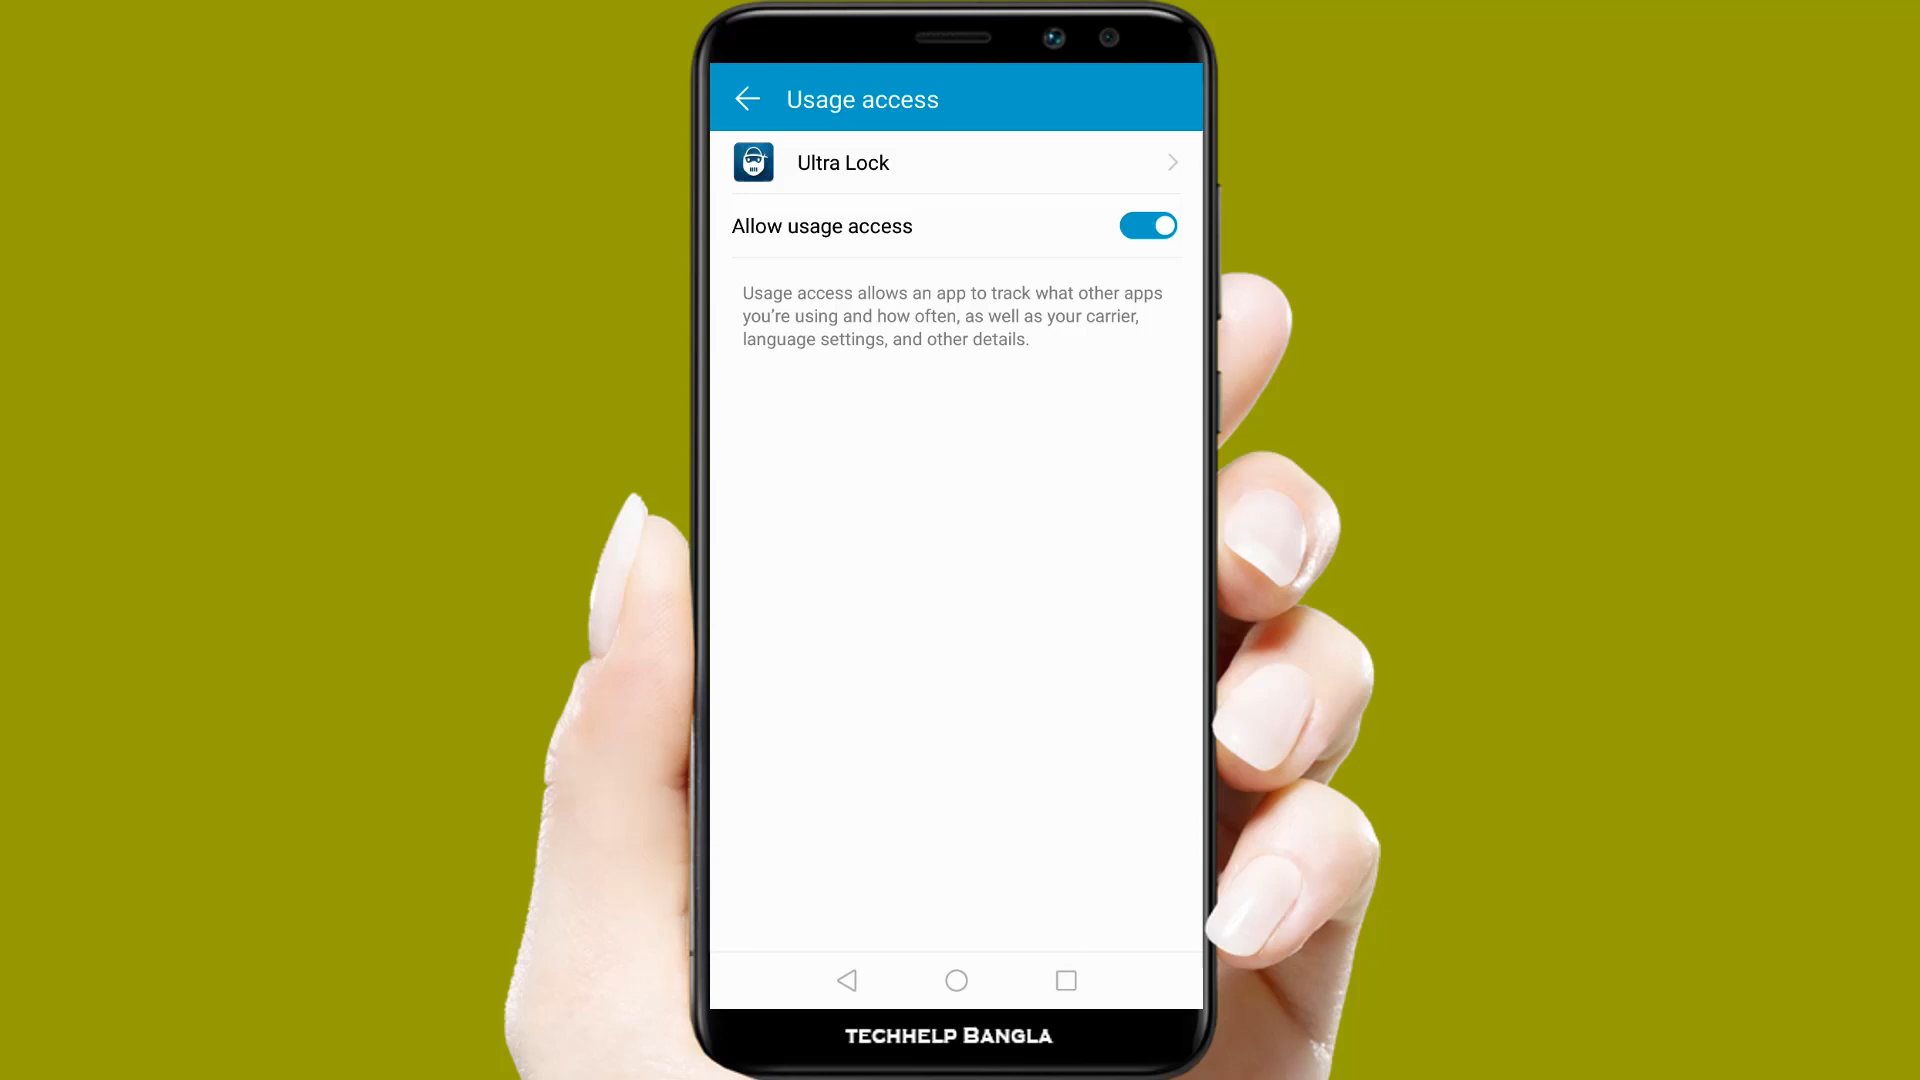 Usage access
Ultra Lock
Allow usage access
Usage access allows an app to track what other apps
you're using and how often, as well as your carrier,
language settings, and other details.
TECHHELP BANGLA